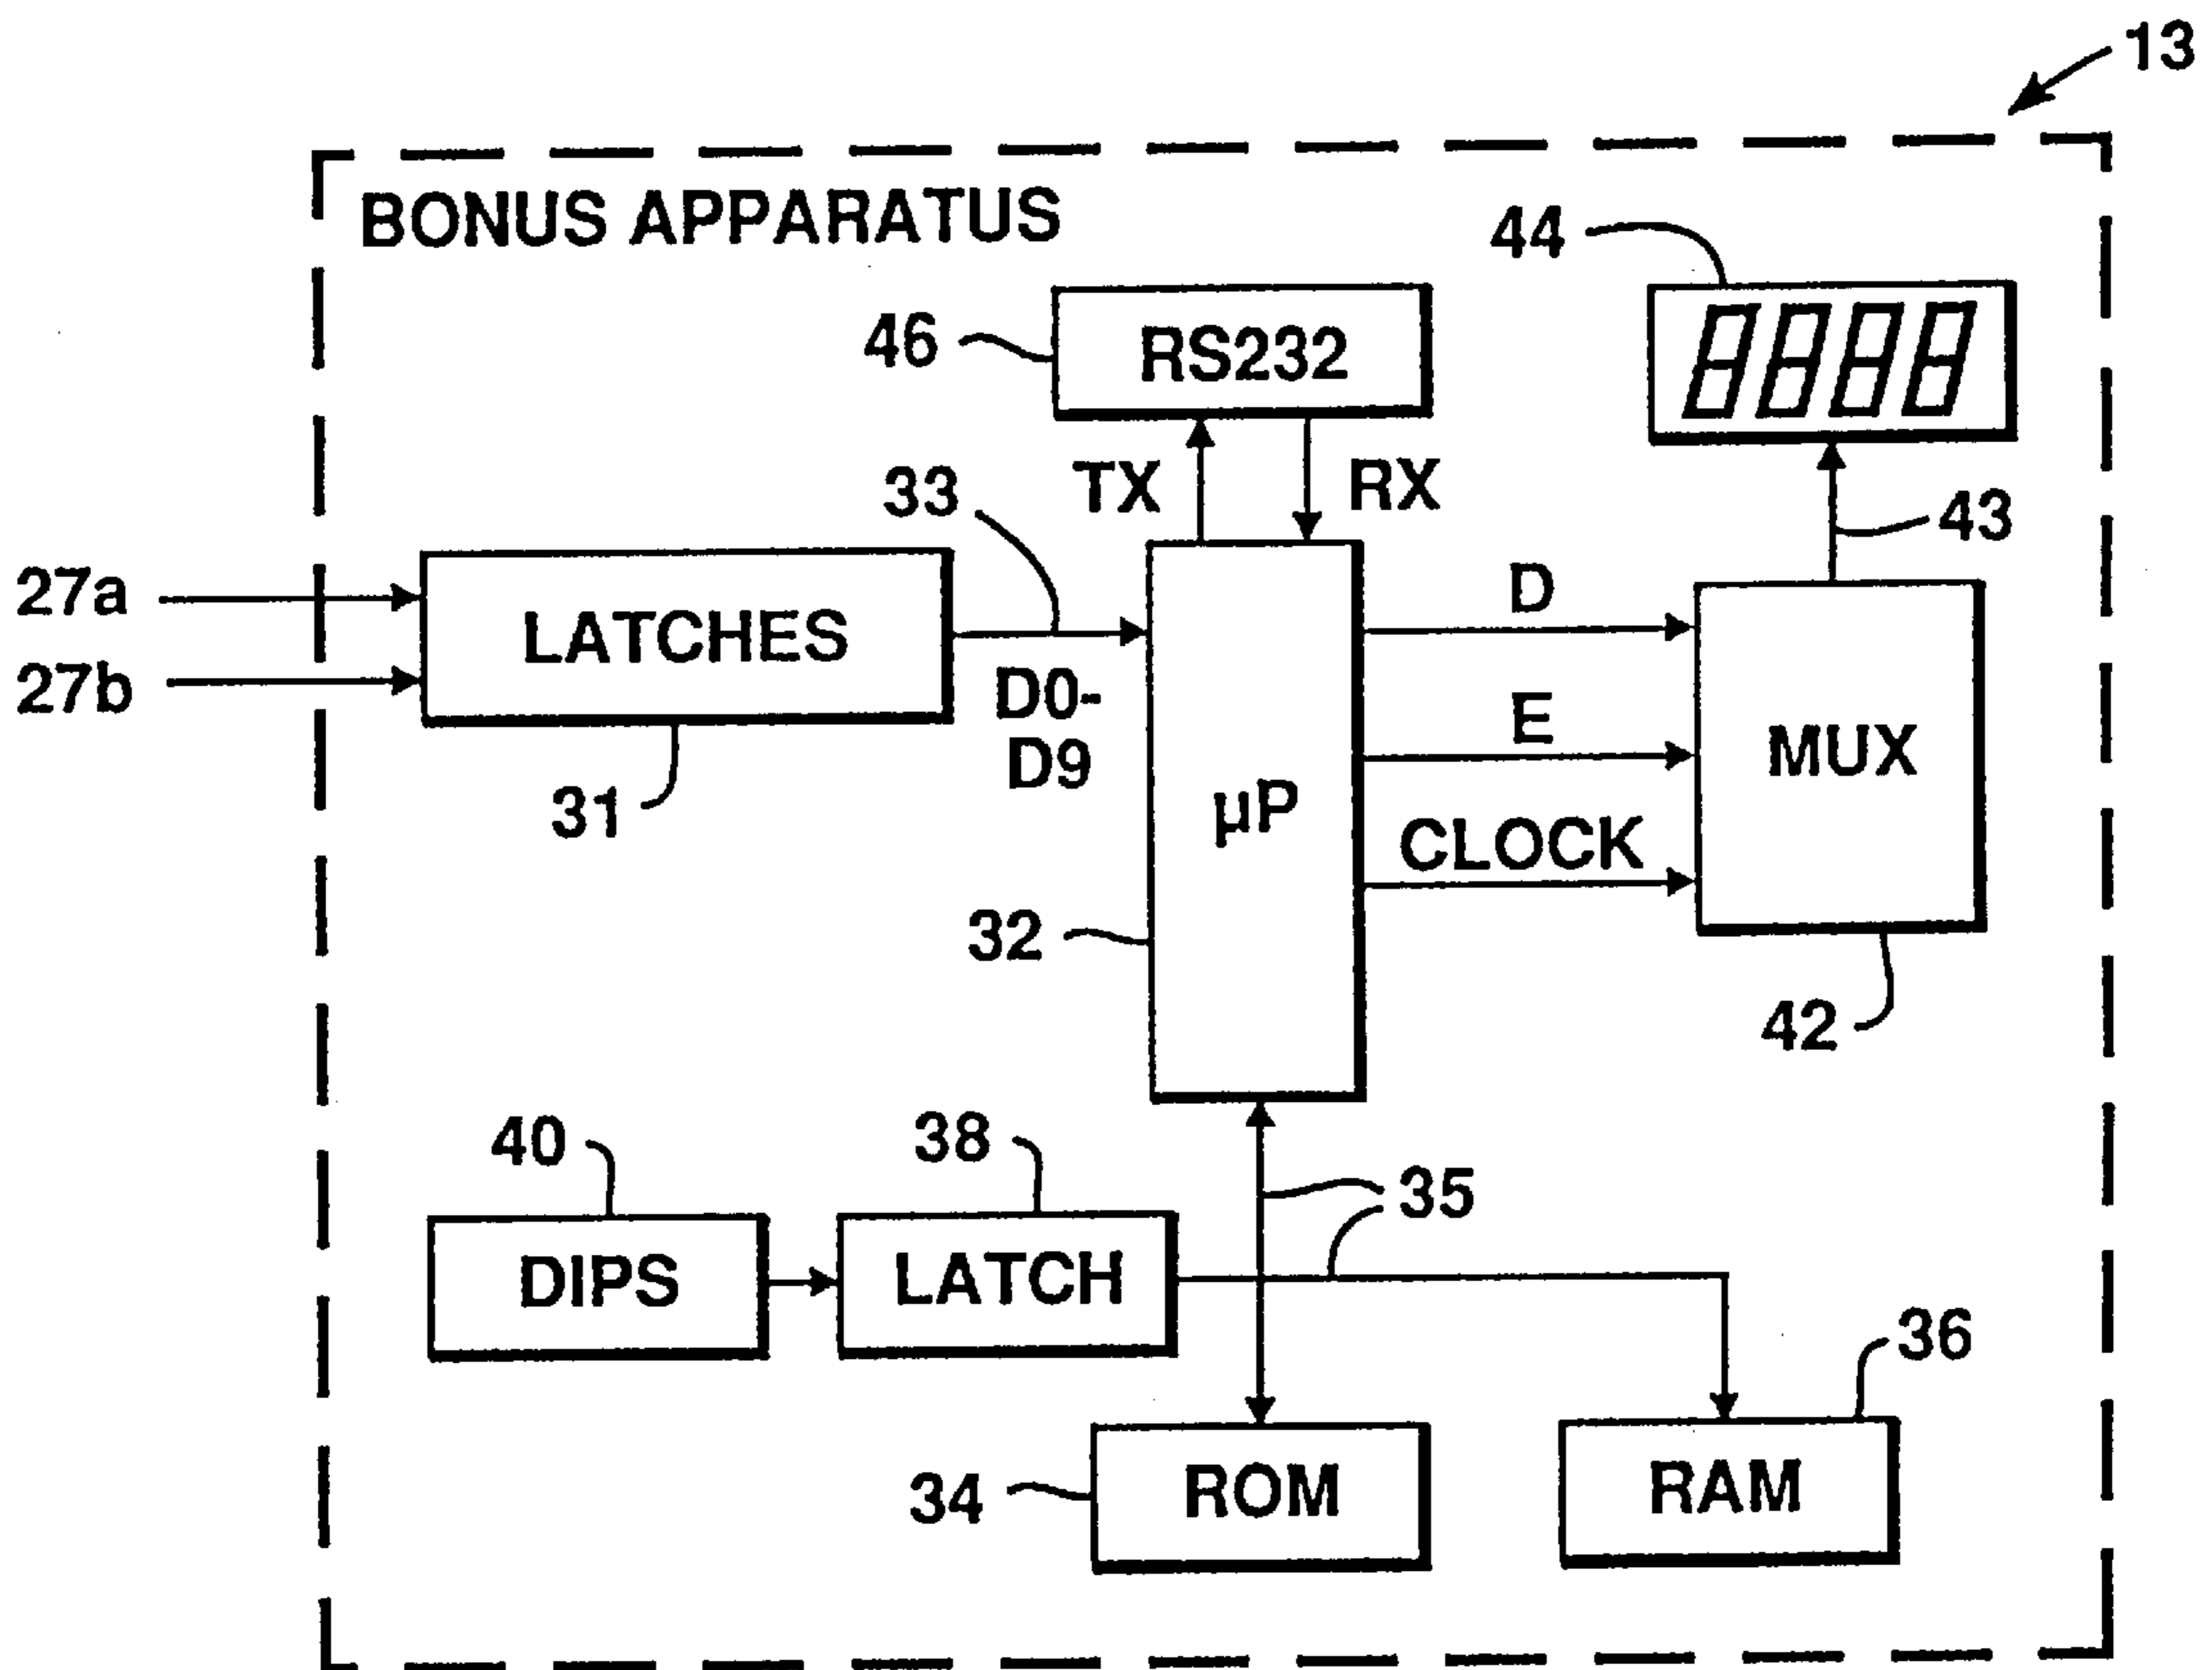 13
BONUS APPARATUS
44
46
RS232
8888
33
TX
RX
43
27a
27b
LATCHES
D0-
D9
31
D
E
CLOCK
µP
MUX
32
42
40
38
35
DIPS
LATCH
36
34
ROM
RAM